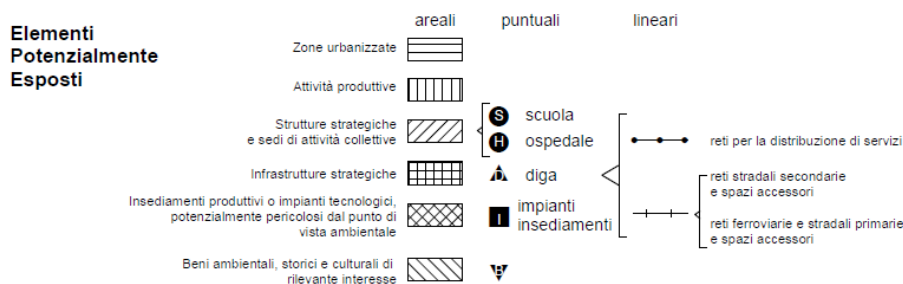 areali
puntuali
lineari
Elementi
Potenzialmente
Esposti
Zone urbanizzate
Attività produttive
Strutture strategiche
e sedi di attività collettive
S
scuola
H
ospedale
reti per la distribuzione di servizi
Infrastrutture strategiche
D
diga
reti stradali secondarie
e spazi accessori
Insediamenti produttivi o impianti tecnologici,
potenzialmente pericolosi dal punto di
vista ambientale
I
impianti
insediamenti
reti ferroviarie e stradali primarie
e spazi accessori
Beni ambientali, storici e culturali di
rilevante interesse
B